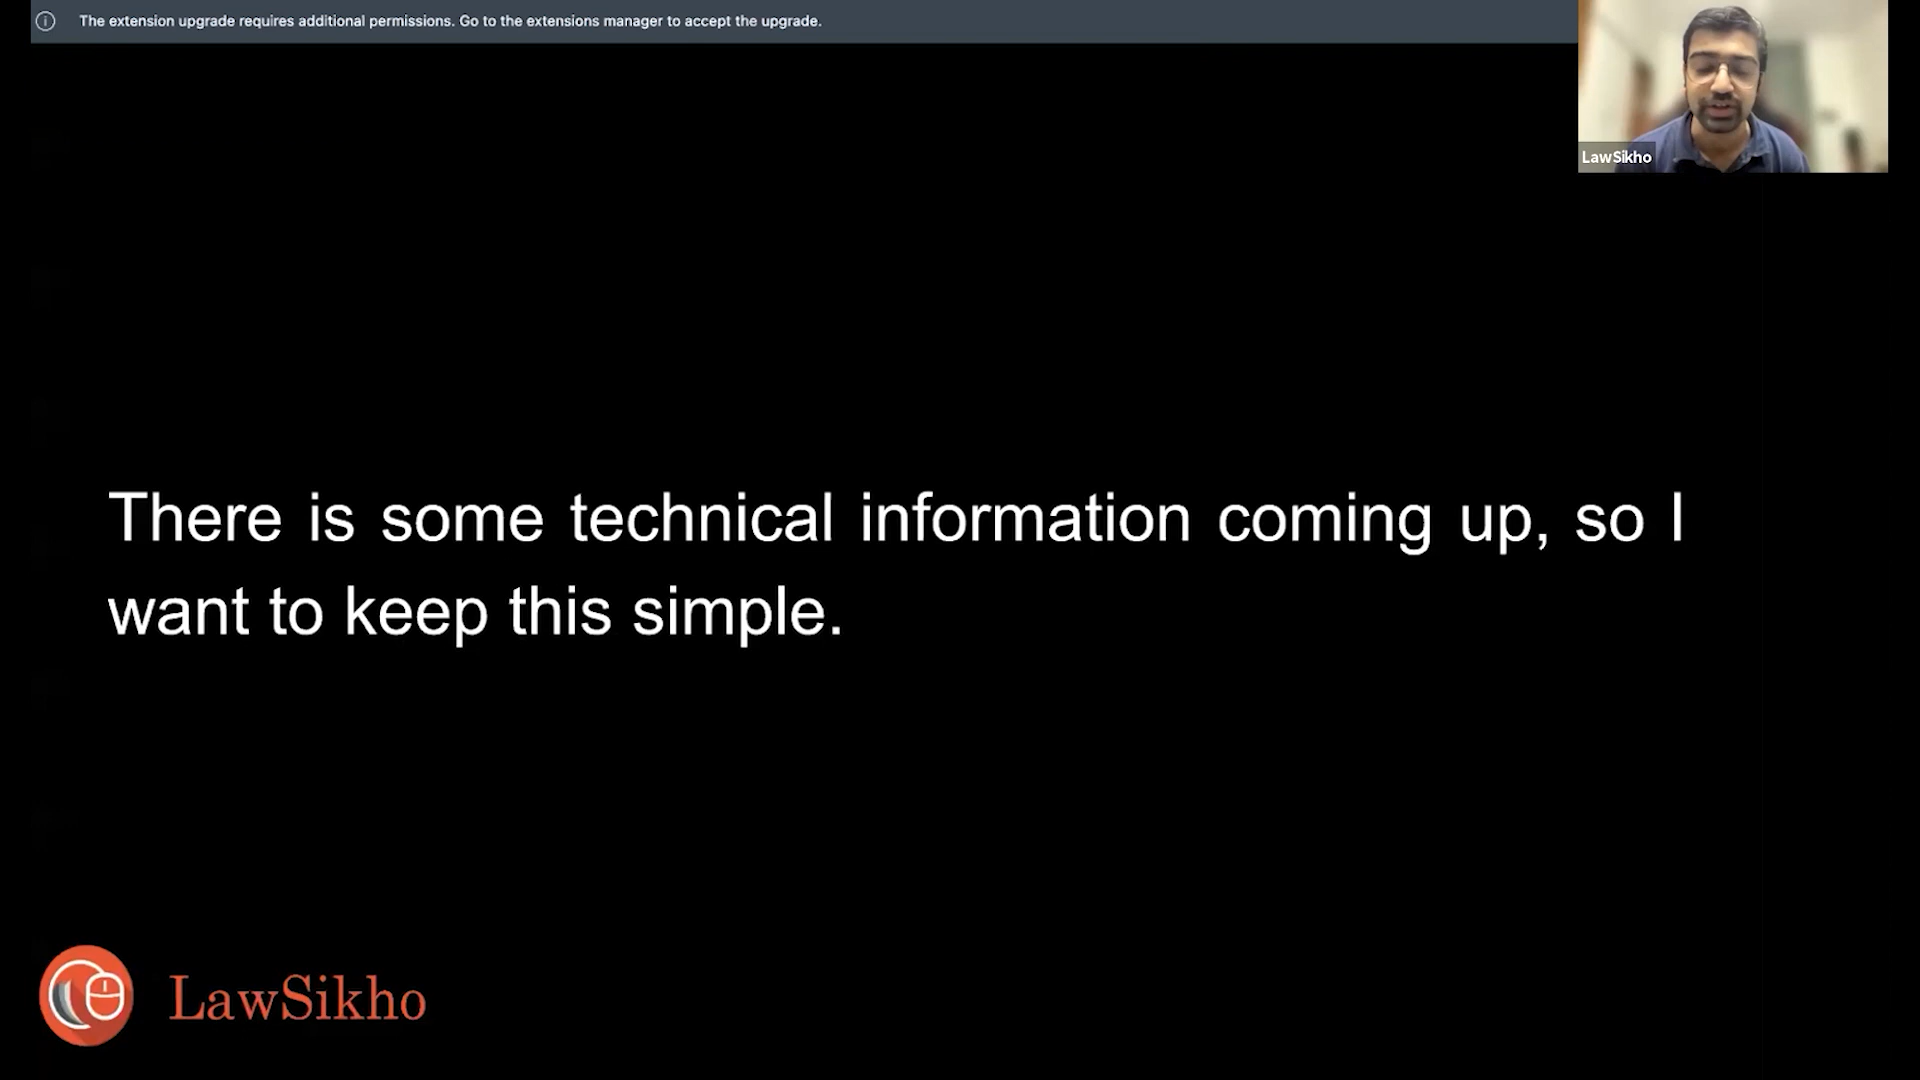 The extension upgrade requires additional permissions. Go to the extensions manager to accept the upgrade.
LawSikho
There is some technical information coming up, so I
want to keep this simple.
LawSikho